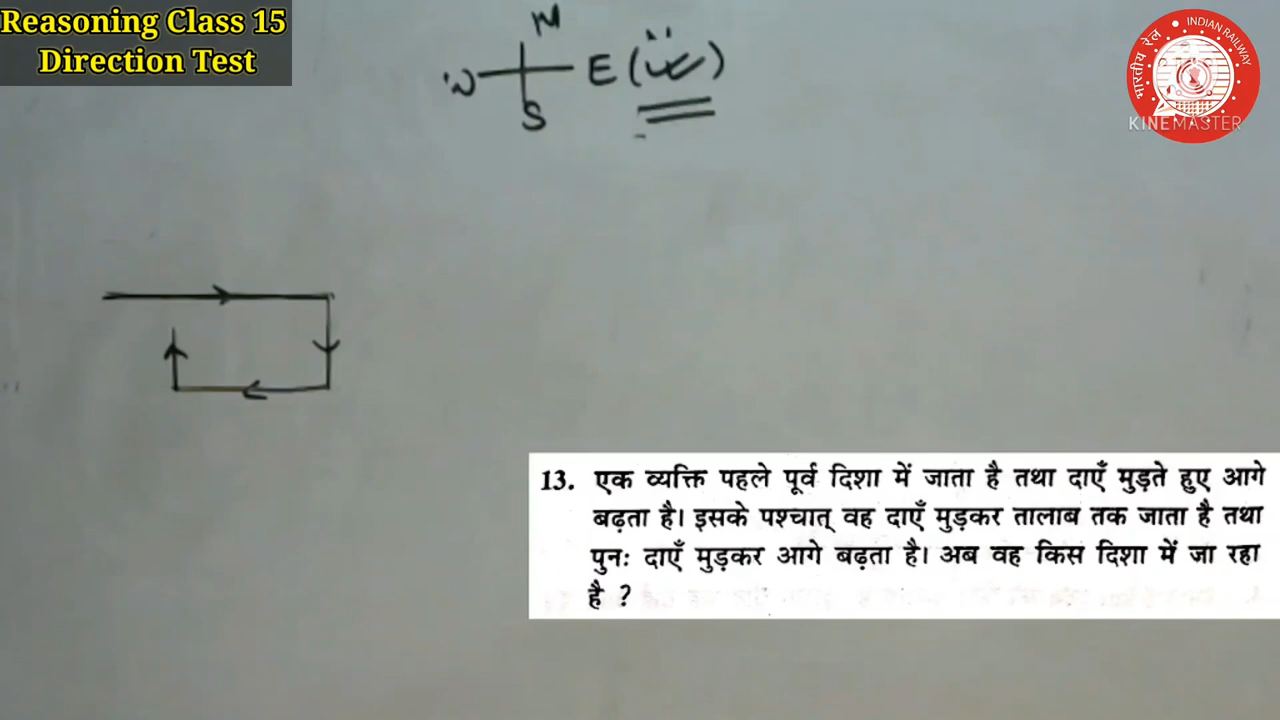 Reasoning Class 15
Direction Test
N
W
E
S
भारतीय रेल
INDIAN RAILWAY
KINEMASTER
13. एक व्यक्ति पहले पूर्व दिशा में जाता है तथा दाएँ मुड़ते हुए आगे
बढ़ता है। इसके पश्चात् वह दाएँ मुड़कर तालाब तक जाता है तथा
पुनः दाएँ मुड़कर आगे बढ़ता है। अब वह किस दिशा में जा रहा
है ?